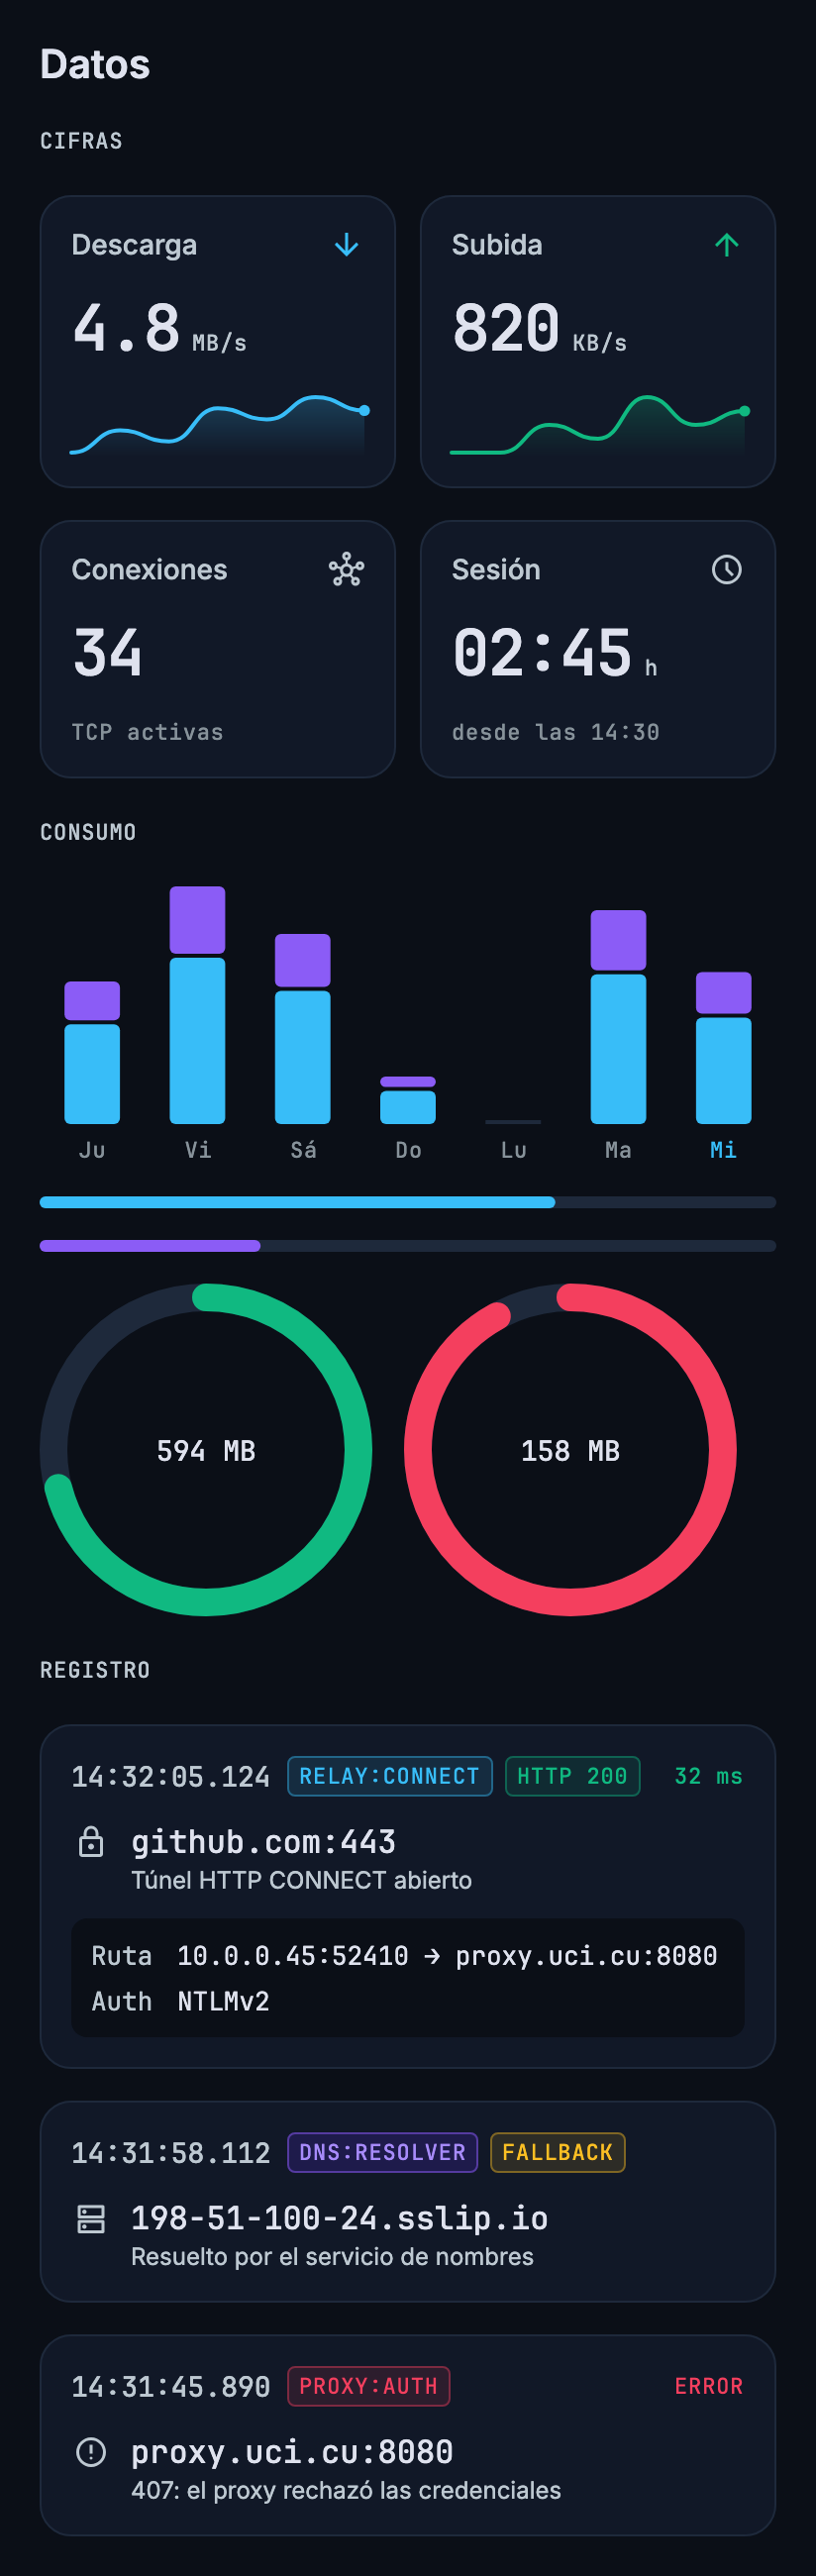 Datos
CIFRAS
Descarga
4.8 MB/s
Subida
820 KB/s
Conexiones
34
TCP activas
Sesión
02:45 h
desde las 14:30
CONSUMO
Ju Vi Sá Do Lu Ma Mi
594 MB
158 MB
REGISTRO
14:32:05.124 RELAY:CONNECT HTTP 200 32 ms
github.com:443
Túnel HTTP CONNECT abierto
Ruta 10.0.0.45:52410 → proxy.uci.cu:8080
Auth NTLMv2
14:31:58.112 DNS:RESOLVER FALLBACK
198-51-100-24.sslip.io
Resuelto por el servicio de nombres
14:31:45.890 PROXY:AUTH ERROR
proxy.uci.cu:8080
407: el proxy rechazó las credenciales